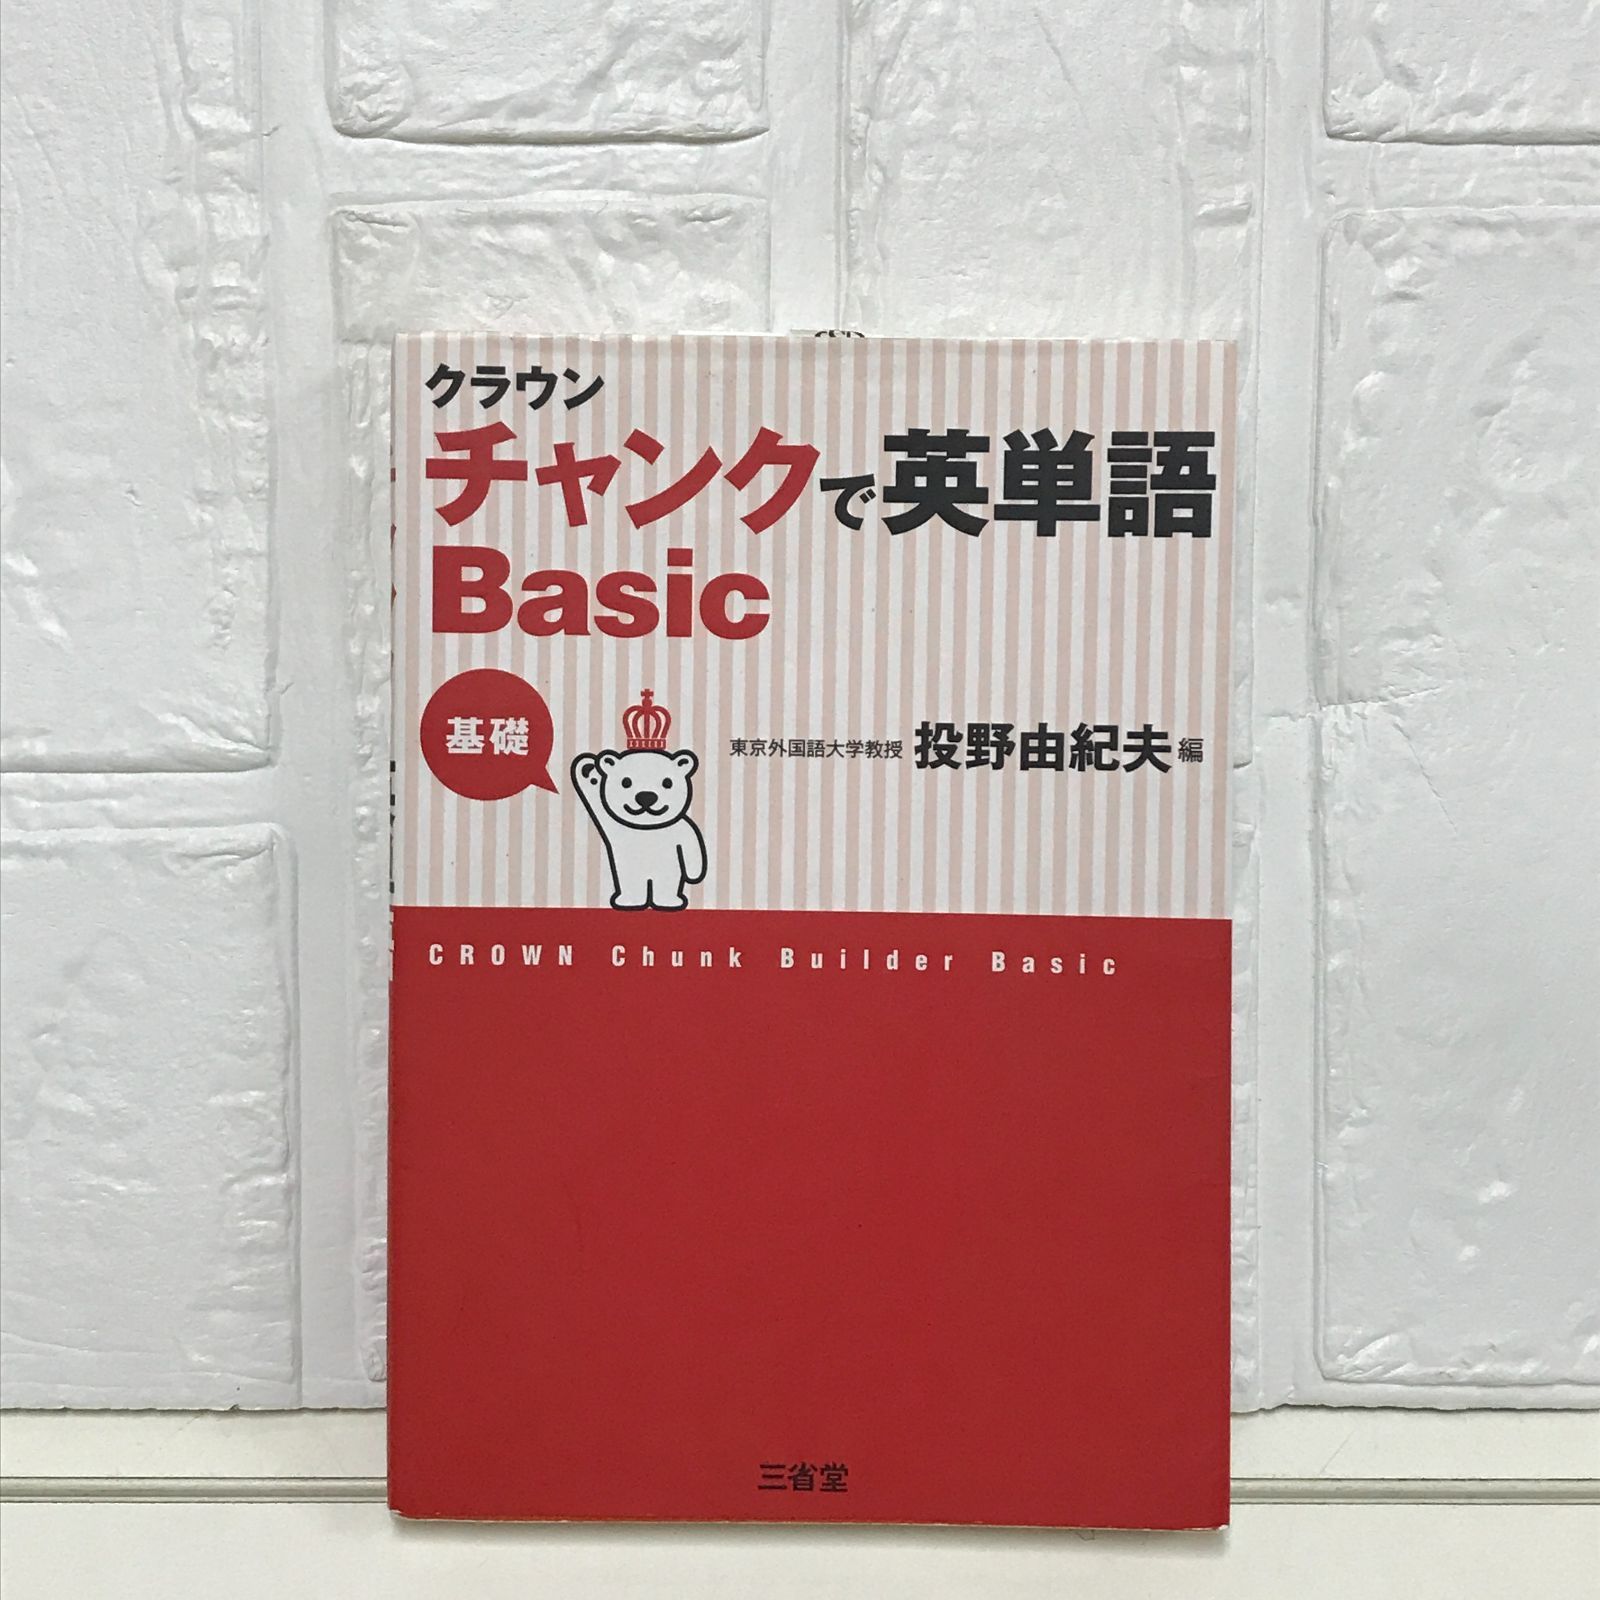 クラウン
チャンクで英単語
Basic
基礎
東京外国語大学教授 投野由紀夫 編
CROWN Chunk Builder Basic
三省堂